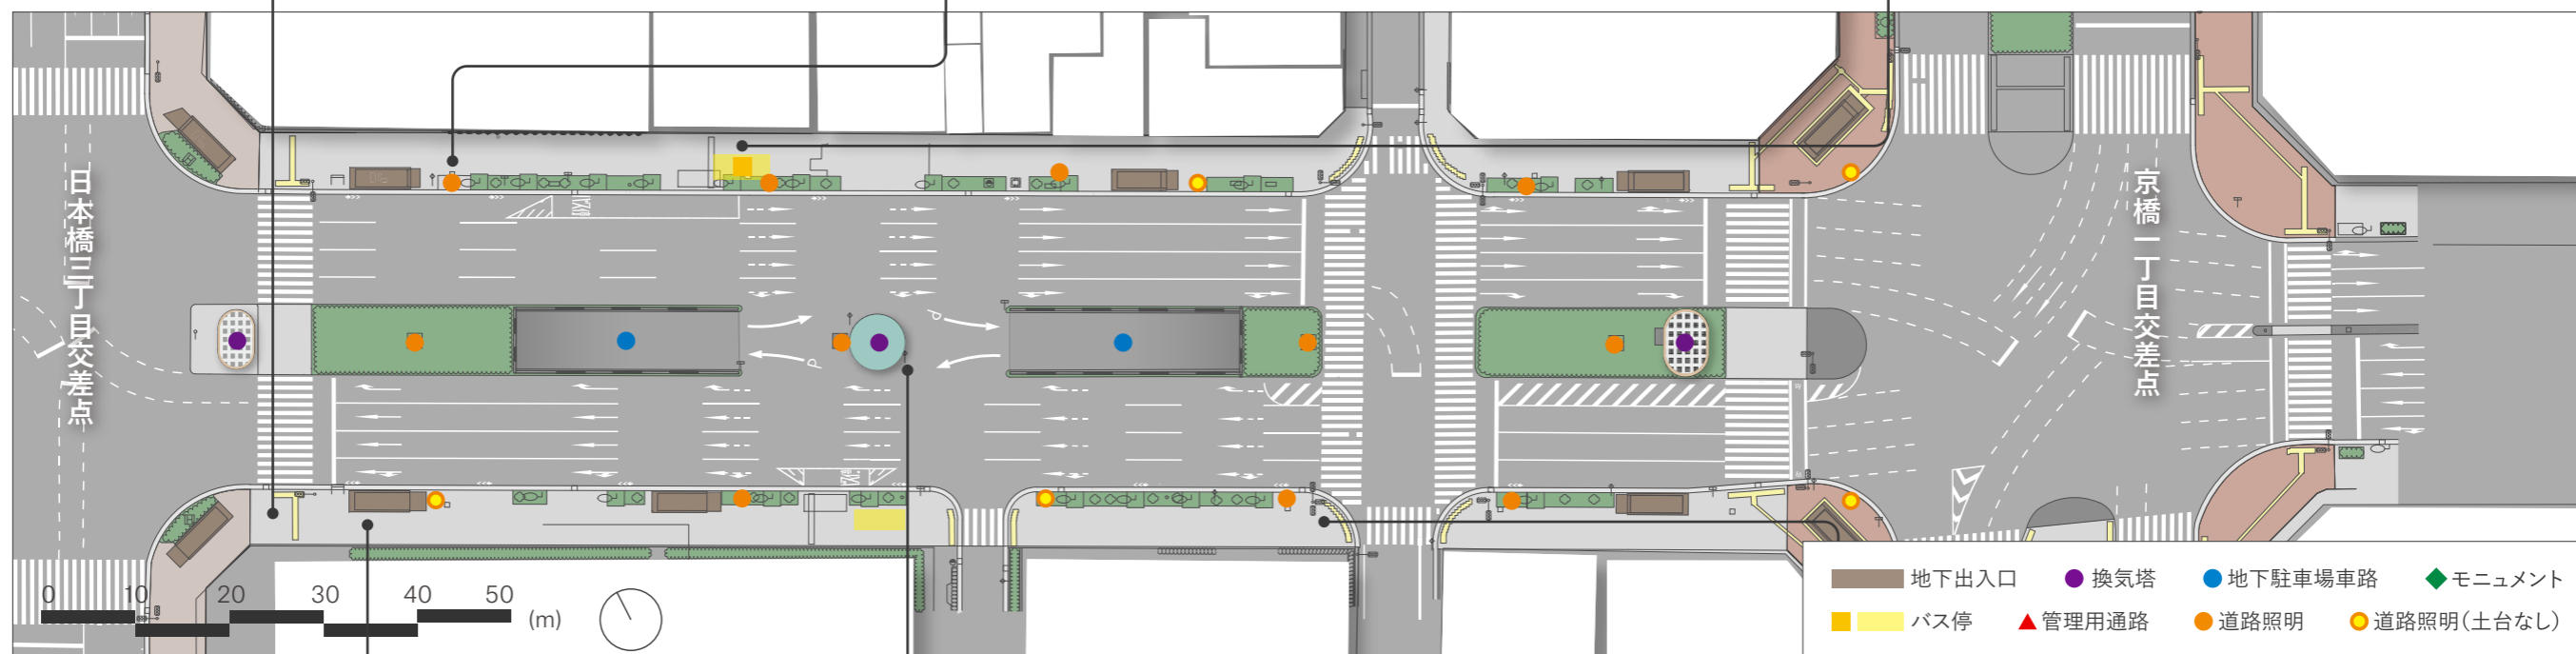 日本橋三丁目交差点
京橋一丁目交差点
P
P
0 10 20 30 40 50 (m)
地下出入口 換気塔 地下駐車場車路 モニュメント
バス停 管理用通路 道路照明 道路照明(土台なし)